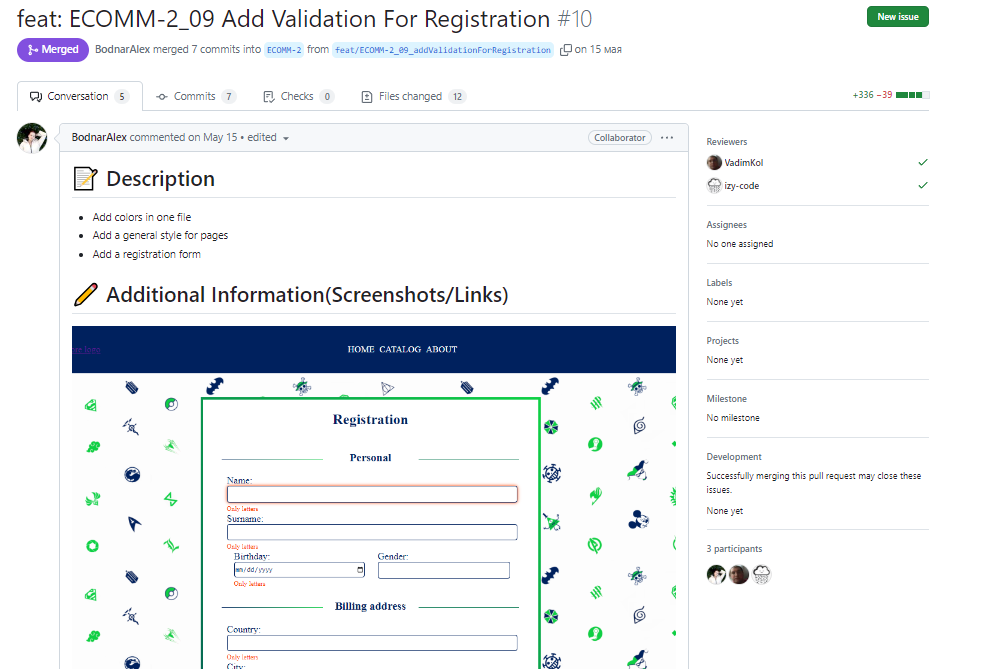 feat: ECOMM-2_09 Add Validation For Registration #10
New issue
Merged
BodnarAlex merged 7 commits into ECOMM-2 from feat/ECOMM-2_09_addValidationForRegistration on 15 мая
Conversation 5
Commits 7
Checks 0
Files changed 12
+336 −39
BodnarAlex commented on May 15 • edited
Collaborator
Description
Add colors in one file
Add a general style for pages
Add a registration form
Additional Information(Screenshots/Links)
HOME CATALOG ABOUT
Registration
Personal
Name:
Only letters
Surname:
Only letters
Birthday:
Gender:
mm/dd/yyyy
Only letters
Billing address
Country:
Only letters
City:
Reviewers
VadimKol
izy-code
Assignees
No one assigned
Labels
None yet
Projects
None yet
Milestone
No milestone
Development
Successfully merging this pull request may close these
issues.
None yet
3 participants